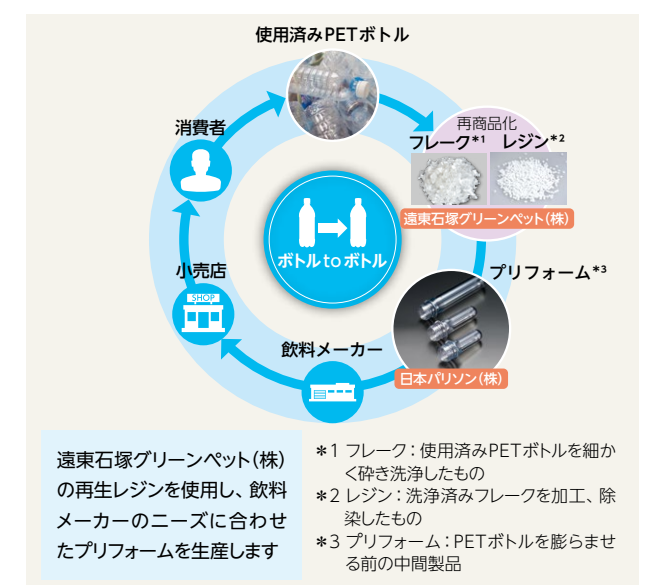 使用済みPETボトル
再商品化
フレーク*1 レジン*2
遠東石塚グリーンペット(株)
プリフォーム*3
日本パリソン(株)
飲料メーカー
小売店
SHOP
消費者
ボトルtoボトル
遠東石塚グリーンペット(株)
の再生レジンを使用し、飲料
メーカーのニーズに合わせ
たプリフォームを生産します
*1 フレーク:使用済みPETボトルを細か
く砕き洗浄したもの
*2 レジン:洗浄済みフレークを加工、除
染したもの
*3 プリフォーム:PETボトルを膨らませ
る前の中間製品